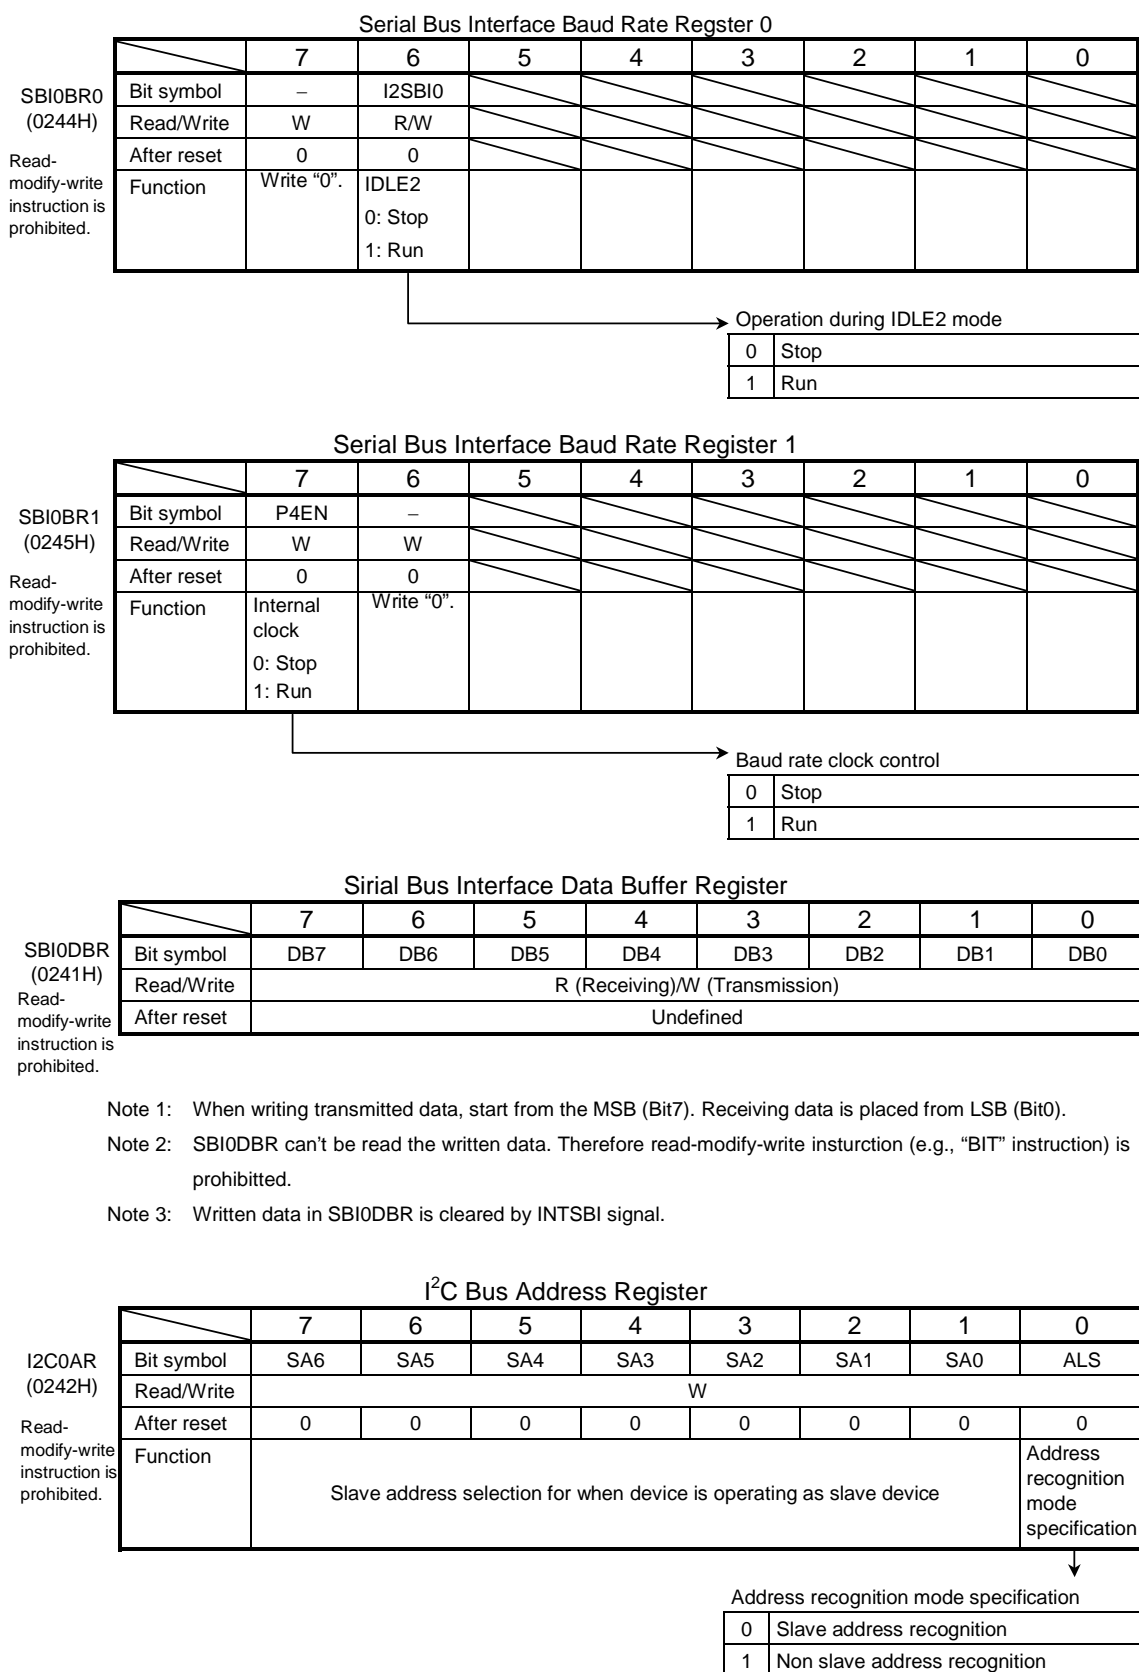 Serial Bus Interface Baud Rate Regster 0
7 6 5 4 3 2 1 0
SBI0BR0
(0244H)
Read-
modify-write
instruction is
prohibited.
Bit symbol – I2SBI0
Read/Write W R/W
After reset 0 0
Function Write “0”. IDLE2
0: Stop
1: Run
Operation during IDLE2 mode
0 Stop
1 Run
Serial Bus Interface Baud Rate Register 1
7 6 5 4 3 2 1 0
SBI0BR1
(0245H)
Read-
modify-write
instruction is
prohibited.
Bit symbol P4EN –
Read/Write W W
After reset 0 0
Function Internal
clock
0: Stop
1: Run
Write “0”.
Baud rate clock control
0 Stop
1 Run
Sirial Bus Interface Data Buffer Register
7 6 5 4 3 2 1 0
SBI0DBR
(0241H)
Read-
modify-write
instruction is
prohibited.
Bit symbol DB7 DB6 DB5 DB4 DB3 DB2 DB1 DB0
Read/Write R (Receiving)/W (Transmission)
After reset Undefined
Note 1: When writing transmitted data, start from the MSB (Bit7). Receiving data is placed from LSB (Bit0).
Note 2: SBI0DBR can’t be read the written data. Therefore read-modify-write insturction (e.g., “BIT” instruction) is
prohibitted.
Note 3: Written data in SBI0DBR is cleared by INTSBI signal.
I²C Bus Address Register
7 6 5 4 3 2 1 0
I2C0AR
(0242H)
Read-
modify-write
instruction is
prohibited.
Bit symbol SA6 SA5 SA4 SA3 SA2 SA1 SA0 ALS
Read/Write W
After reset 0 0 0 0 0 0 0 0
Function Slave address selection for when device is operating as slave device
Address
recognition
mode
specification
Address recognition mode specification
0 Slave address recognition
1 Non slave address recognition